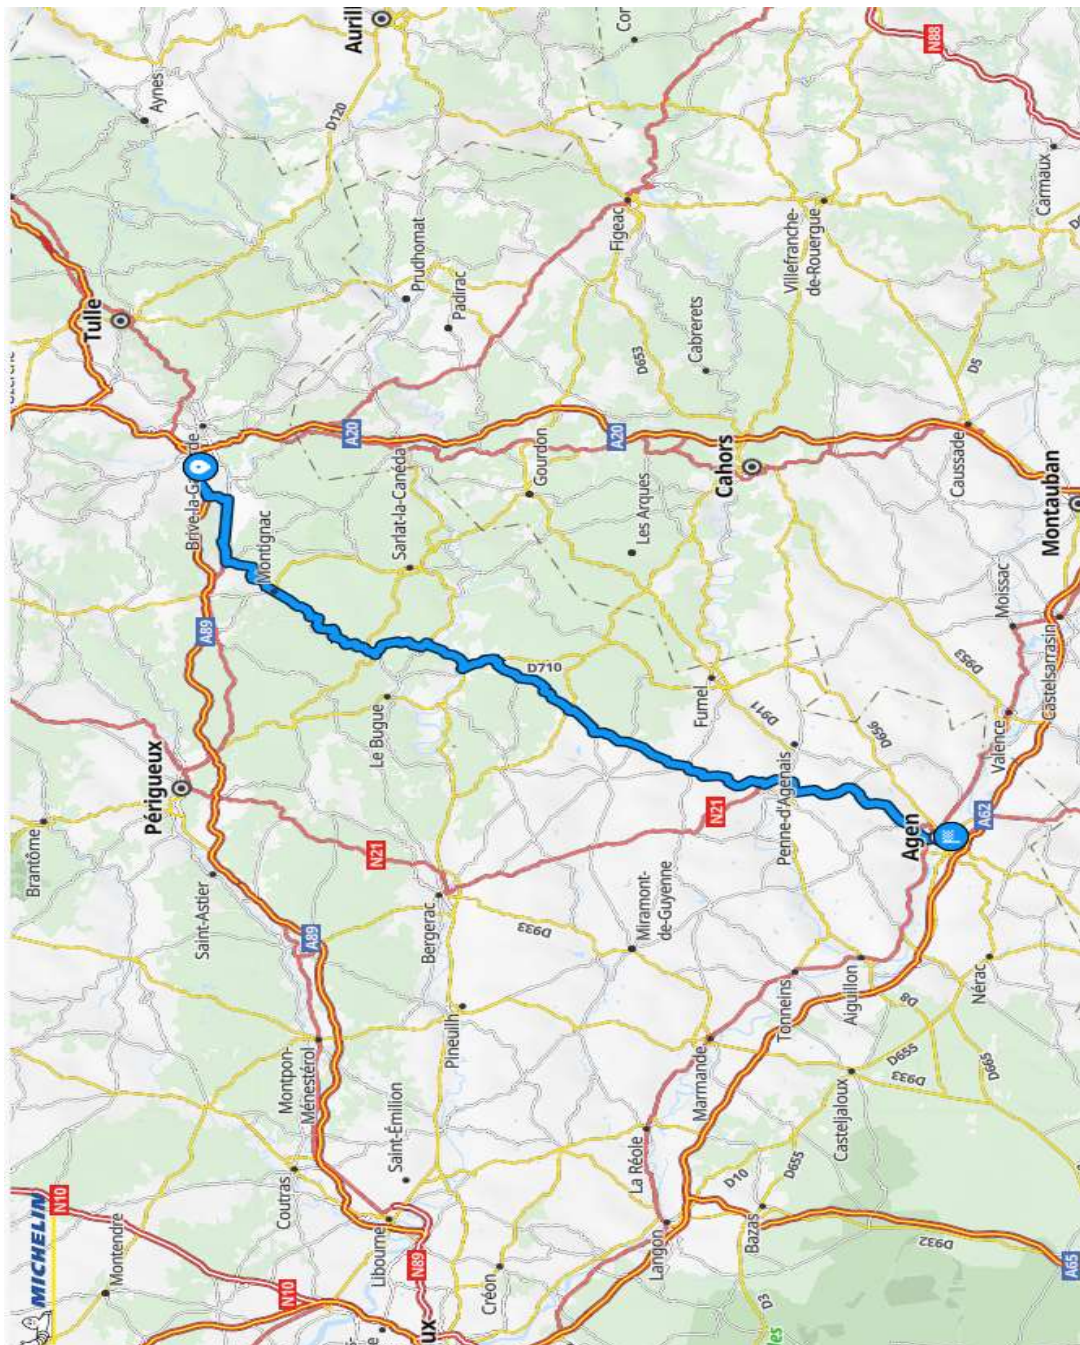 MICHELIN
Montendre
N10
Brantôme
Saint-Astier
Périgueux
Tulle
Aynes
N10
Coutras
Montpon-
Ménestérol
A89
A89
Brive-la-G
rde
Montignac
D120
Auril
Libourne
Saint-Émilion
N21
Le Bugue
Sarlat-la-Canéda
A20
Prudhomat
ux
N89
Créon
Pineuilh
Bergerac
D933
D710
Gourdon
Padirac
La Réole
Langon
Miramont-
de-Guyenne
Les Arques
A20
D653
Figeac
Cor
Marmande
N21
Fumel
Cahors
Cabrerets
D10
D655
Bazas
D3
Tonneins
Penne-d'Agenais
D911
Villefranche-
de-Rouergue
Casteljaloux
Aiguillon
D656
D655
D933
D8
Agen
D953
Caussade
D5
N88
D932
D665
Nérac
A62
Valence
Moissac
Castelsarrasin
Montauban
Carmaux
A65